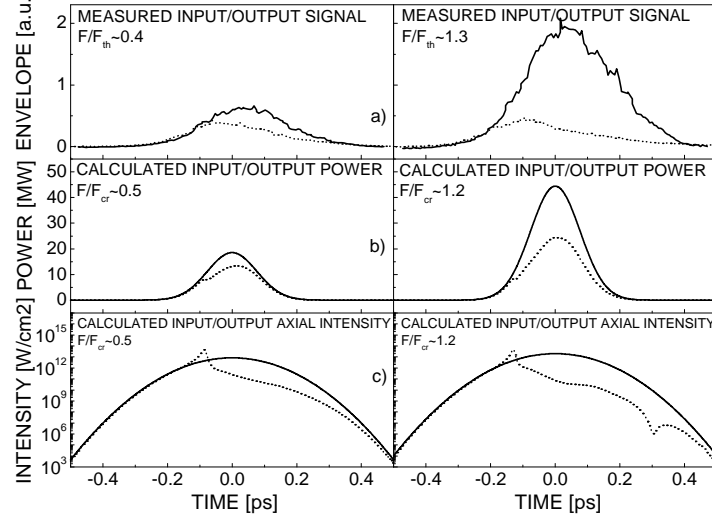 MEASURED INPUT/OUTPUT SIGNAL
F/Fth~0.4
MEASURED INPUT/OUTPUT SIGNAL
F/Fth~1.3
ENVELOPE [a.u.
2
1
0
a)
CALCULATED INPUT/OUTPUT POWER
F/Fcr~0.5
CALCULATED INPUT/OUTPUT POWER
F/Fcr~1.2
POWER [MW]
50
40
30
20
10
0
b)
CALCULATED INPUT/OUTPUT AXIAL INTENSITY
F/Fcr~0.5
CALCULATED INPUT/OUTPUT AXIAL INTENSITY
F/Fcr~1.2
INTENSITY [W/cm2]
10^15
10^12
10^9
10^6
10^3
c)
-0.4 -0.2 0.0 0.2 0.4 -0.4 -0.2 0.0 0.2 0.4
TIME [ps] TIME [ps]